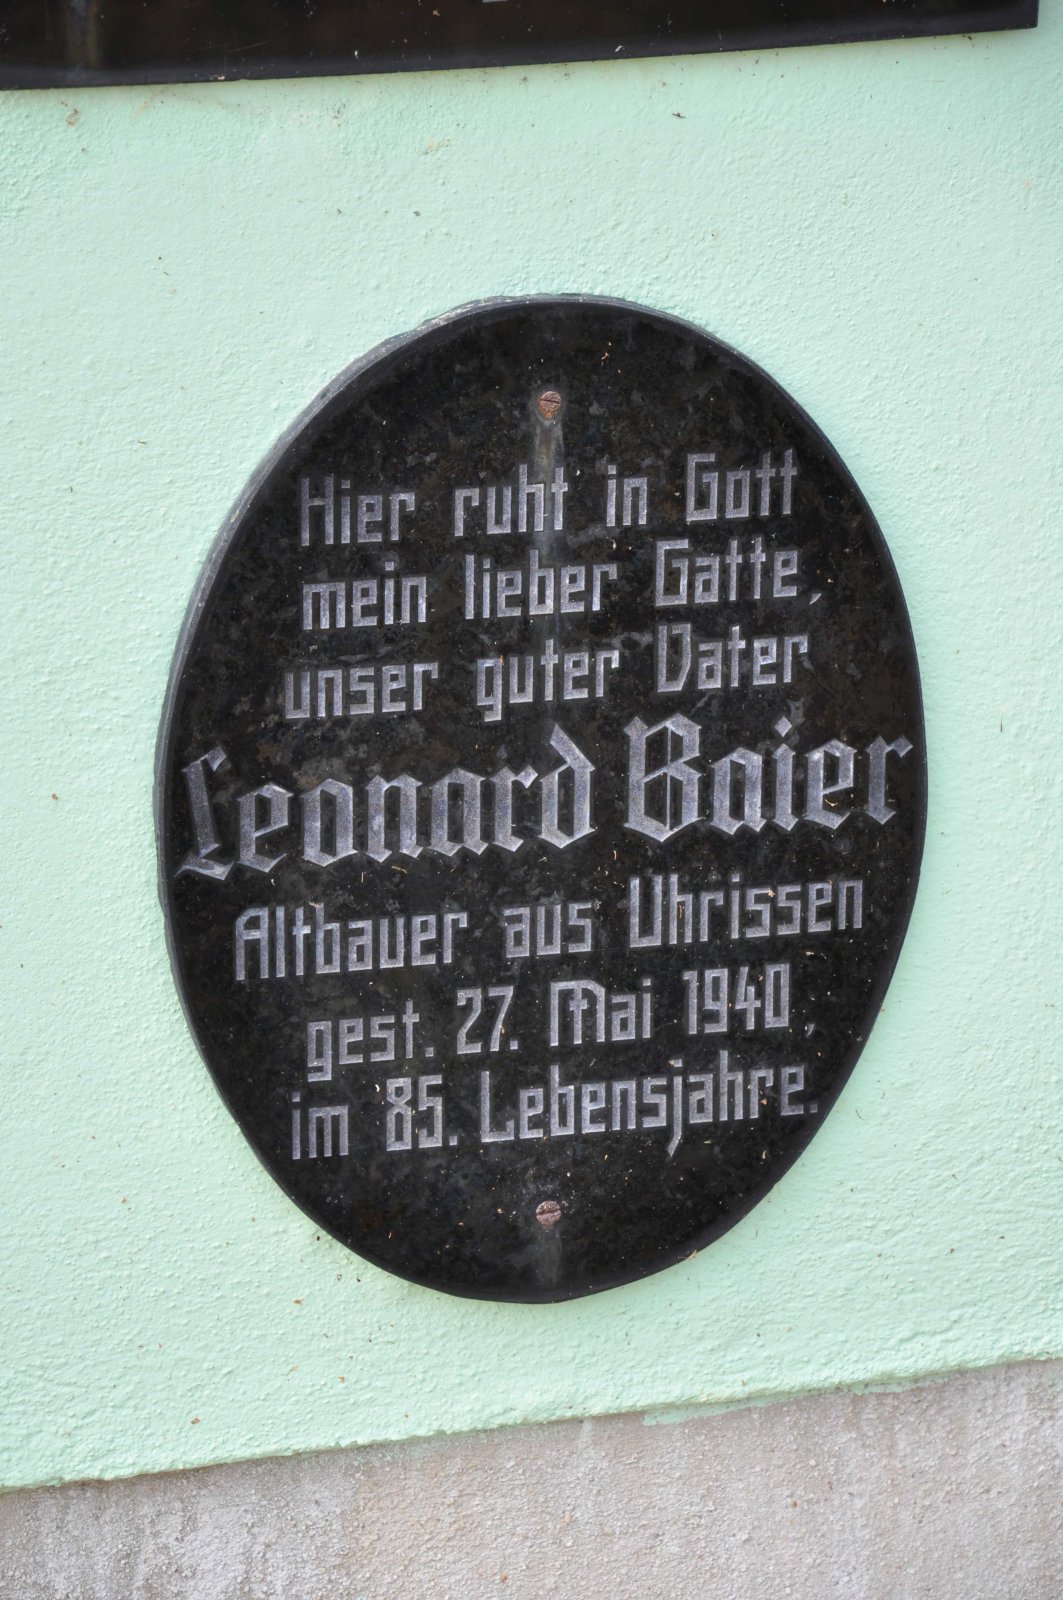 Hier ruht in Gott
mein lieber Gatte,
unser guter Vater
Leonard Baier
Altbauer aus Uhrissen
gest. 27. Mai 1940,
im 85. Lebensjahre.